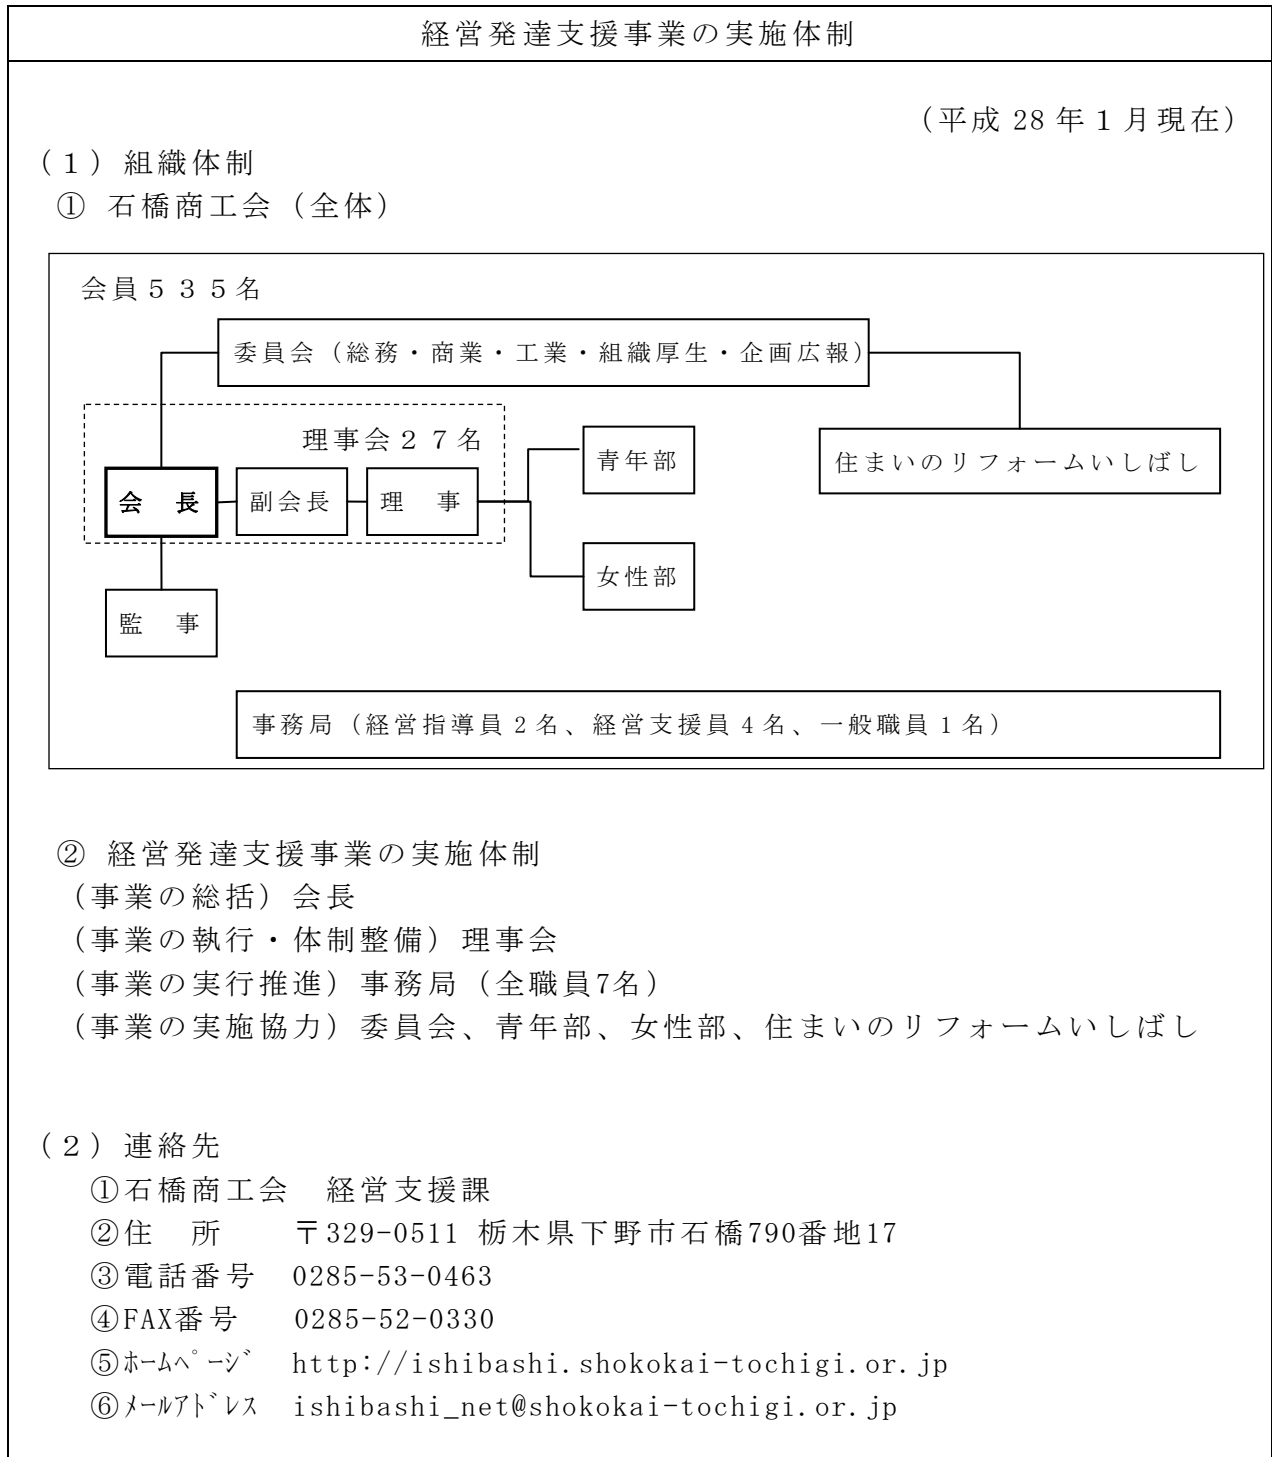 経営発達支援事業の実施体制
（平成 28 年１月現在）
（１）組織体制
① 石橋商工会（全体）
会員５３５名
委員会（総務・商業・工業・組織厚生・企画広報）
理事会２７名
青年部
住まいのリフォームいしばし
会　長
副会長
理　事
女性部
監　事
事務局（経営指導員 2 名、経営支援員 4 名、一般職員 1 名）
② 経営発達支援事業の実施体制
（事業の総括）会長
（事業の執行・体制整備）理事会
（事業の実行推進）事務局（全職員7名）
（事業の実施協力）委員会、青年部、女性部、住まいのリフォームいしばし
（２）連絡先
①石橋商工会　経営支援課
②住　所　　〒329-0511 栃木県下野市石橋790番地17
③電話番号　0285-53-0463
④FAX番号　 0285-52-0330
⑤ﾎｰﾑﾍﾟｰｼﾞ　http://ishibashi.shokokai-tochigi.or.jp
⑥ﾒｰﾙｱﾄﾞﾚｽ　ishibashi_net@shokokai-tochigi.or.jp